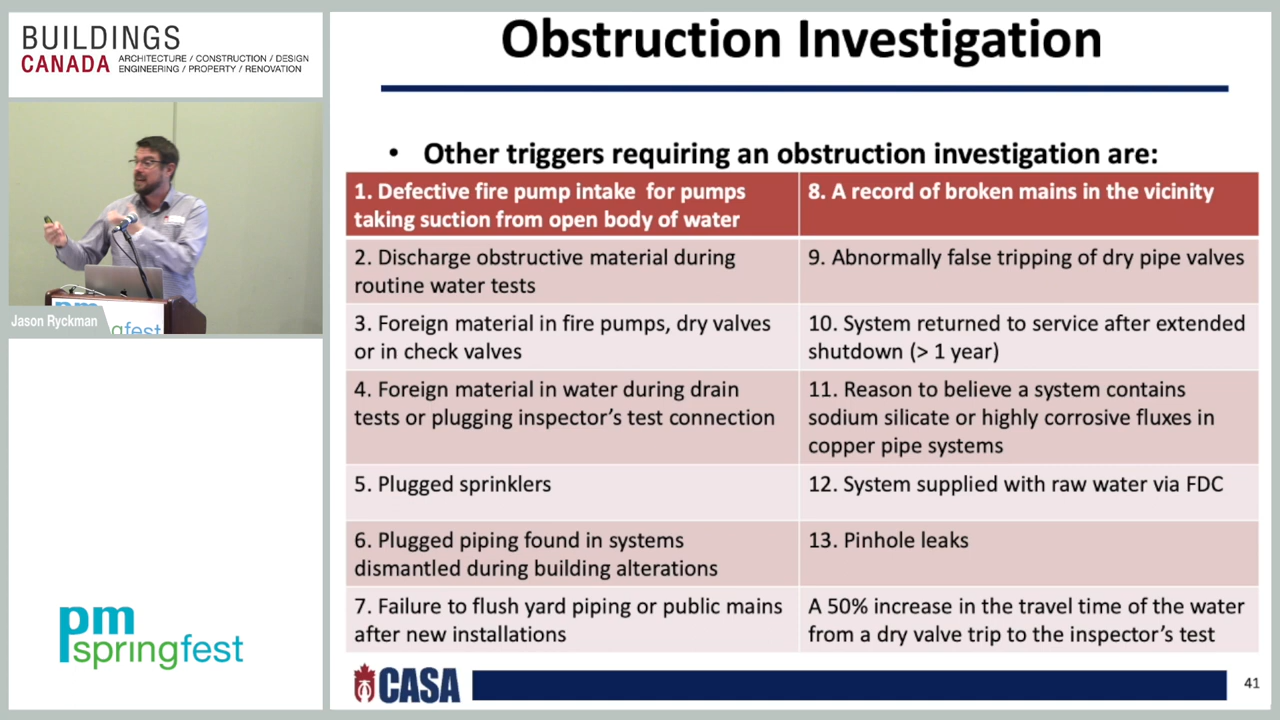 BUILDINGS
CANADA
ARCHITECTURE / CONSTRUCTION / DESIGN
ENGINEERING / PROPERTY / RENOVATION
Jason Ryckman
pm
gfest
pm
springfest
Obstruction Investigation
• Other triggers requiring an obstruction investigation are:
1. Defective fire pump intake for pumps
taking suction from open body of water
8. A record of broken mains in the vicinity
2. Discharge obstructive material during
routine water tests
9. Abnormally false tripping of dry pipe valves
3. Foreign material in fire pumps, dry valves
or in check valves
10. System returned to service after extended
shutdown (> 1 year)
4. Foreign material in water during drain
tests or plugging inspector’s test connection
11. Reason to believe a system contains
sodium silicate or highly corrosive fluxes in
copper pipe systems
5. Plugged sprinklers
12. System supplied with raw water via FDC
6. Plugged piping found in systems
dismantled during building alterations
13. Pinhole leaks
7. Failure to flush yard piping or public mains
after new installations
A 50% increase in the travel time of the water
from a dry valve trip to the inspector’s test
CASA
41